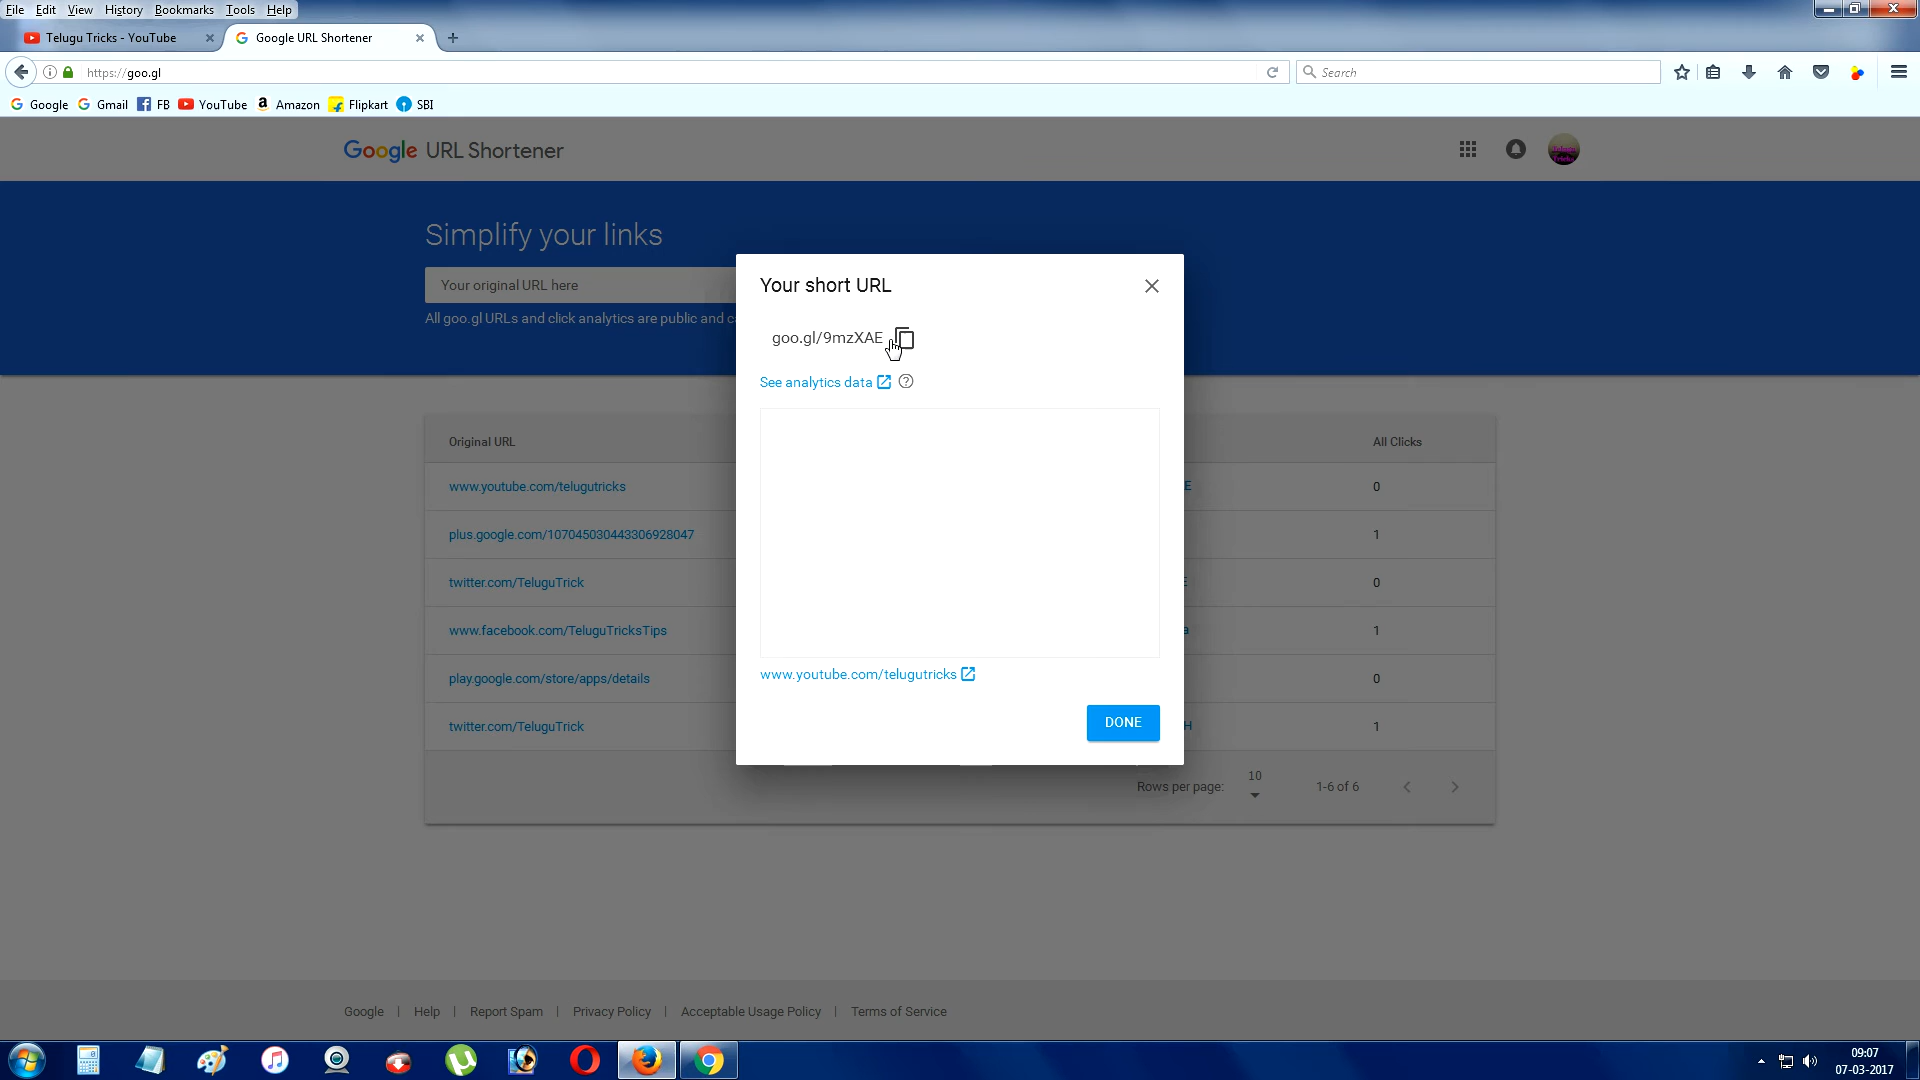 File Edit View History Bookmarks Tools Help
Telugu Tricks - YouTube
Google URL Shortener
https://goo.gl
Search
Google Gmail FB YouTube Amazon Flipkart SBI
Google URL Shortener
Simplify your links
Your original URL here
All goo.gl URLs and click analytics are public and c
Your short URL
goo.gl/9mzXAE
See analytics data
Original URL
All Clicks
www.youtube.com/telugutricks
E
0
plus.google.com/107045030443306928047
1
twitter.com/TeluguTrick
E
0
www.facebook.com/TeluguTricksTips
a
1
play.google.com/store/apps/details
0
www.youtube.com/telugutricks
twitter.com/TeluguTrick
H
1
DONE
Rows per page: 10 1-6 of 6
Google | Help | Report Spam | Privacy Policy | Acceptable Usage Policy | Terms of Service
09:07
07-03-2017